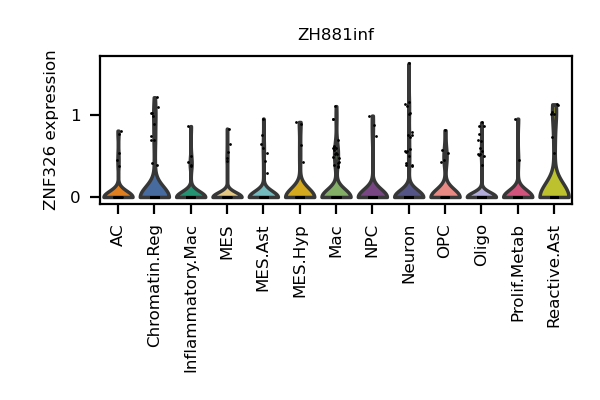 ZH881inf
ZNF326 expression
1
0
AC
Chromatin.Reg
Inflammatory.Mac
MES
MES.Ast
MES.Hyp
Mac
NPC
Neuron
OPC
Oligo
Prolif.Metab
Reactive.Ast